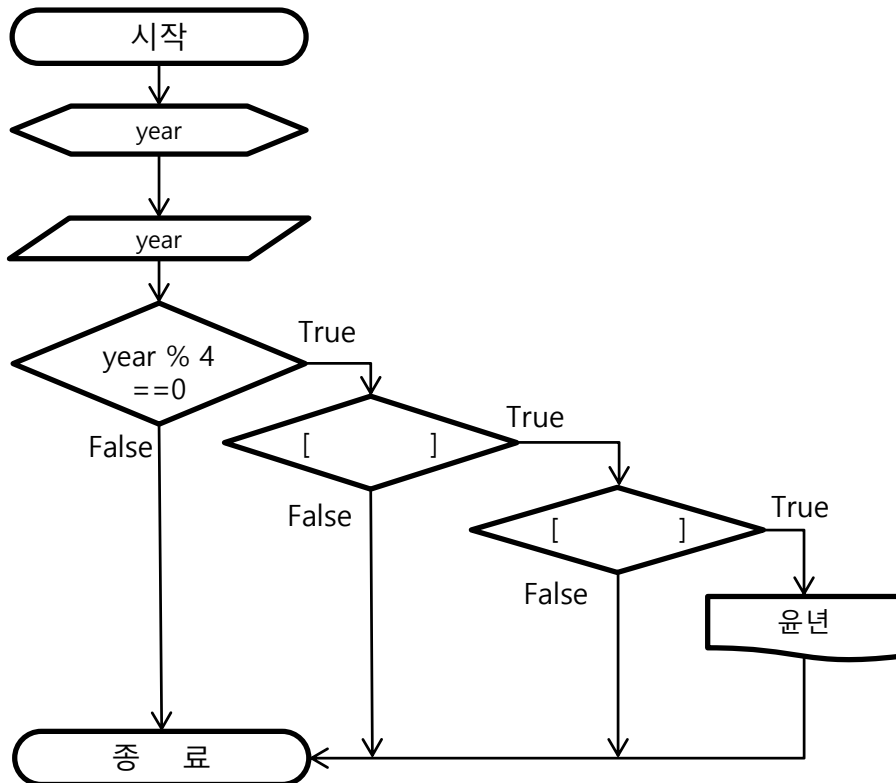 시작
year
year
year % 4
==0
True
False
[ ]
True
False
[ ]
True
False
윤년
종 료